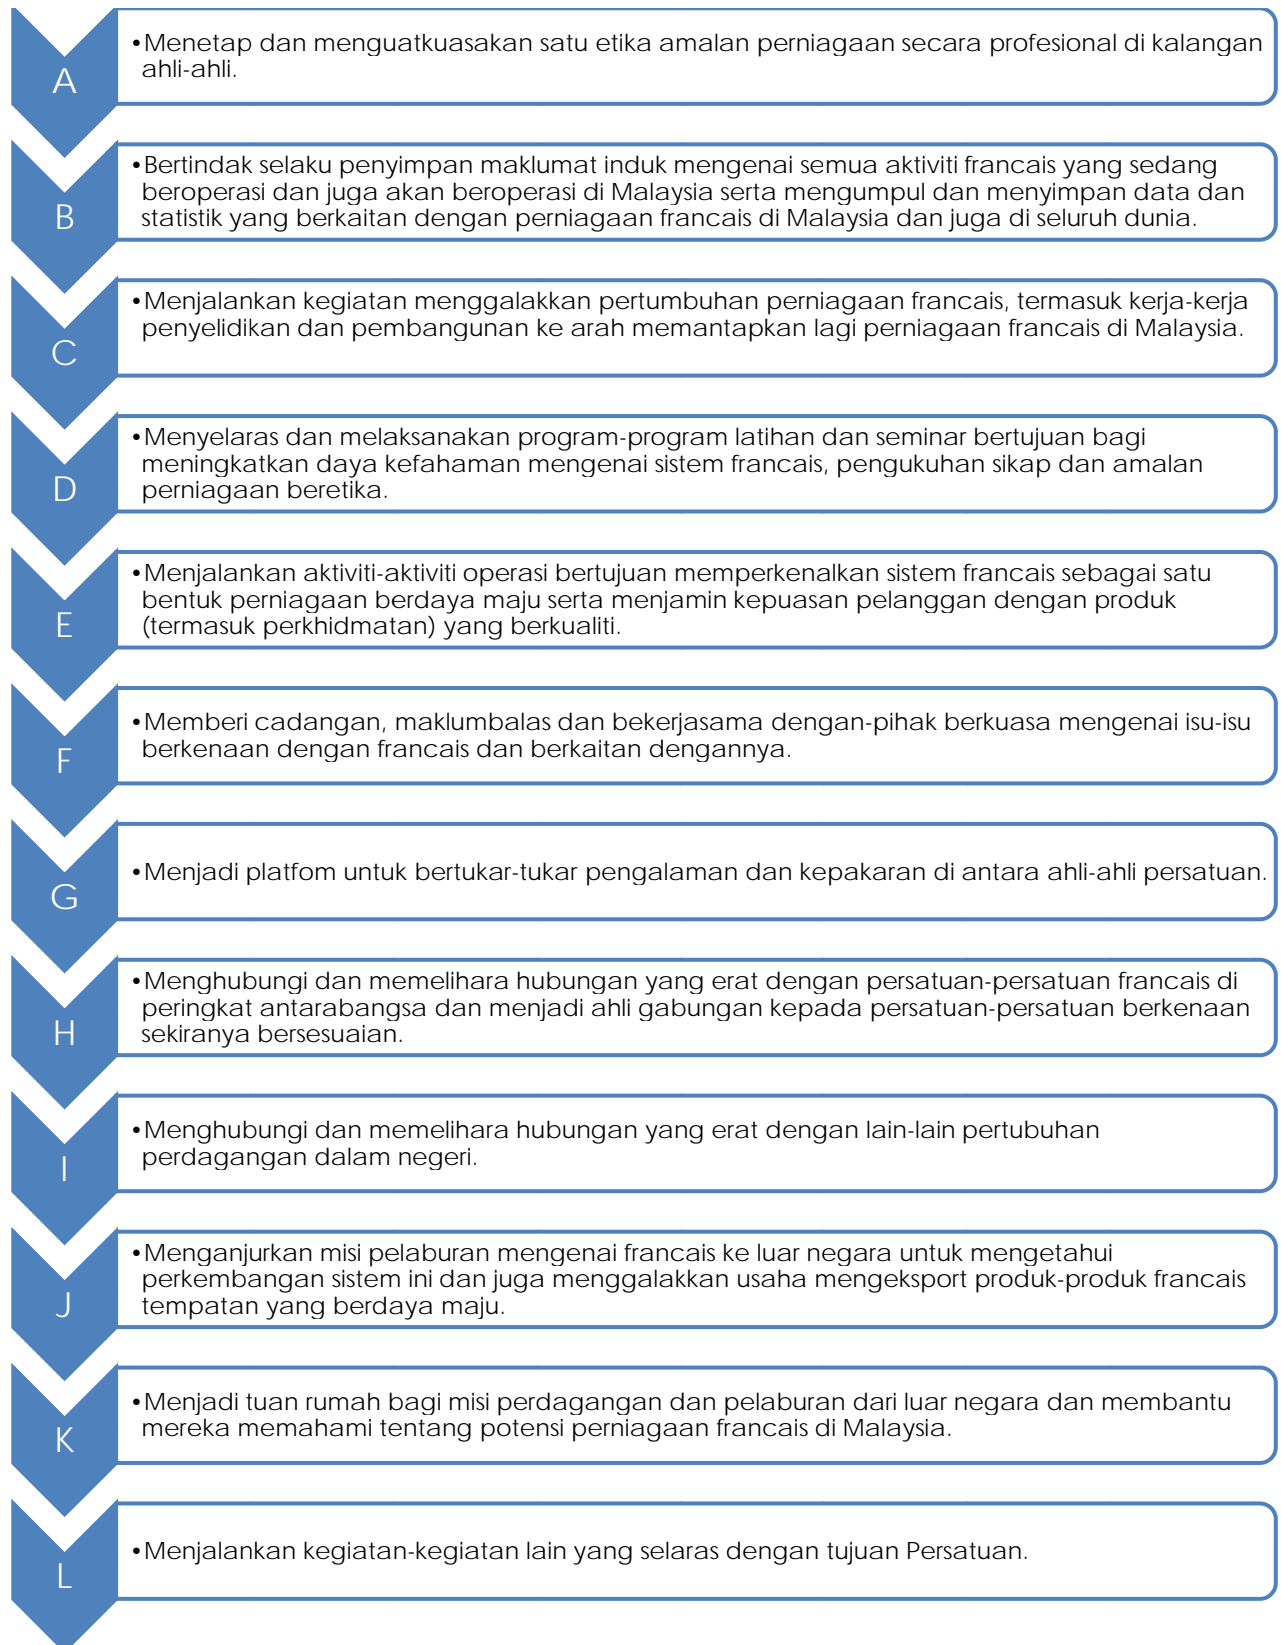 A
•Menetap dan menguatkuasakan satu etika amalan perniagaan secara profesional di kalangan
ahli-ahli.
B
•Bertindak selaku penyimpan maklumat induk mengenai semua aktiviti francais yang sedang
beroperasi dan juga akan beroperasi di Malaysia serta mengumpul dan menyimpan data dan
statistik yang berkaitan dengan perniagaan francais di Malaysia dan juga di seluruh dunia.
C
•Menjalankan kegiatan menggalakkan pertumbuhan perniagaan francais, termasuk kerja-kerja
penyelidikan dan pembangunan ke arah memantapkan lagi perniagaan francais di Malaysia.
D
•Menyelaras dan melaksanakan program-program latihan dan seminar bertujuan bagi
meningkatkan daya kefahaman mengenai sistem francais, pengukuhan sikap dan amalan
perniagaan beretika.
E
•Menjalankan aktiviti-aktiviti operasi bertujuan memperkenalkan sistem francais sebagai satu
bentuk perniagaan berdaya maju serta menjamin kepuasan pelanggan dengan produk
(termasuk perkhidmatan) yang berkualiti.
F
•Memberi cadangan, maklumbalas dan bekerjasama dengan-pihak berkuasa mengenai isu-isu
berkenaan dengan francais dan berkaitan dengannya.
G
•Menjadi platfom untuk bertukar-tukar pengalaman dan kepakaran di antara ahli-ahli persatuan.
H
•Menghubungi dan memelihara hubungan yang erat dengan persatuan-persatuan francais di
peringkat antarabangsa dan menjadi ahli gabungan kepada persatuan-persatuan berkenaan
sekiranya bersesuaian.
I
•Menghubungi dan memelihara hubungan yang erat dengan lain-lain pertubuhan
perdagangan dalam negeri.
J
•Menganjurkan misi pelaburan mengenai francais ke luar negara untuk mengetahui
perkembangan sistem ini dan juga menggalakkan usaha mengeksport produk-produk francais
tempatan yang berdaya maju.
K
•Menjadi tuan rumah bagi misi perdagangan dan pelaburan dari luar negara dan membantu
mereka memahami tentang potensi perniagaan francais di Malaysia.
L
•Menjalankan kegiatan-kegiatan lain yang selaras dengan tujuan Persatuan.